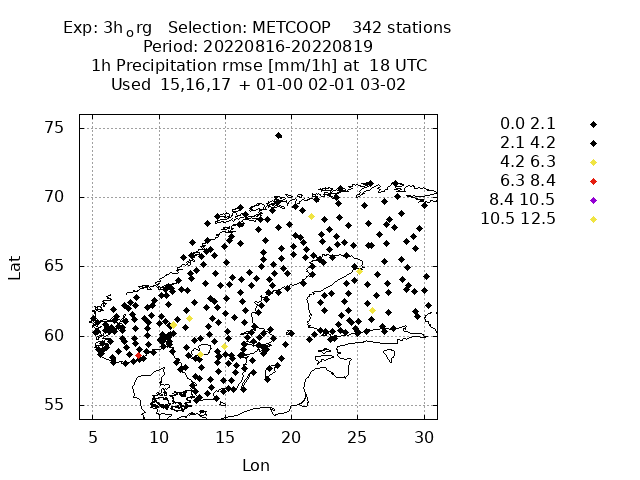 Exp: 3h_org   Selection: METCOOP    342 stations
Period: 20220816-20220819
1h Precipitation rmse [mm/1h] at  18 UTC
Used  15,16,17  + 01-00 02-01 03-02
0.0 2.1
2.1 4.2
4.2 6.3
6.3 8.4
8.4 10.5
10.5 12.5
75
70
65
60
55
Lat
5 10 15 20 25 30
Lon